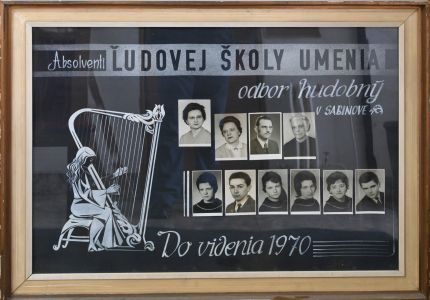 Absolventi ĽUDOVEJ ŠKOLY UMENIA
odbor hudobný
V SABINOVE
Do videnia 1970